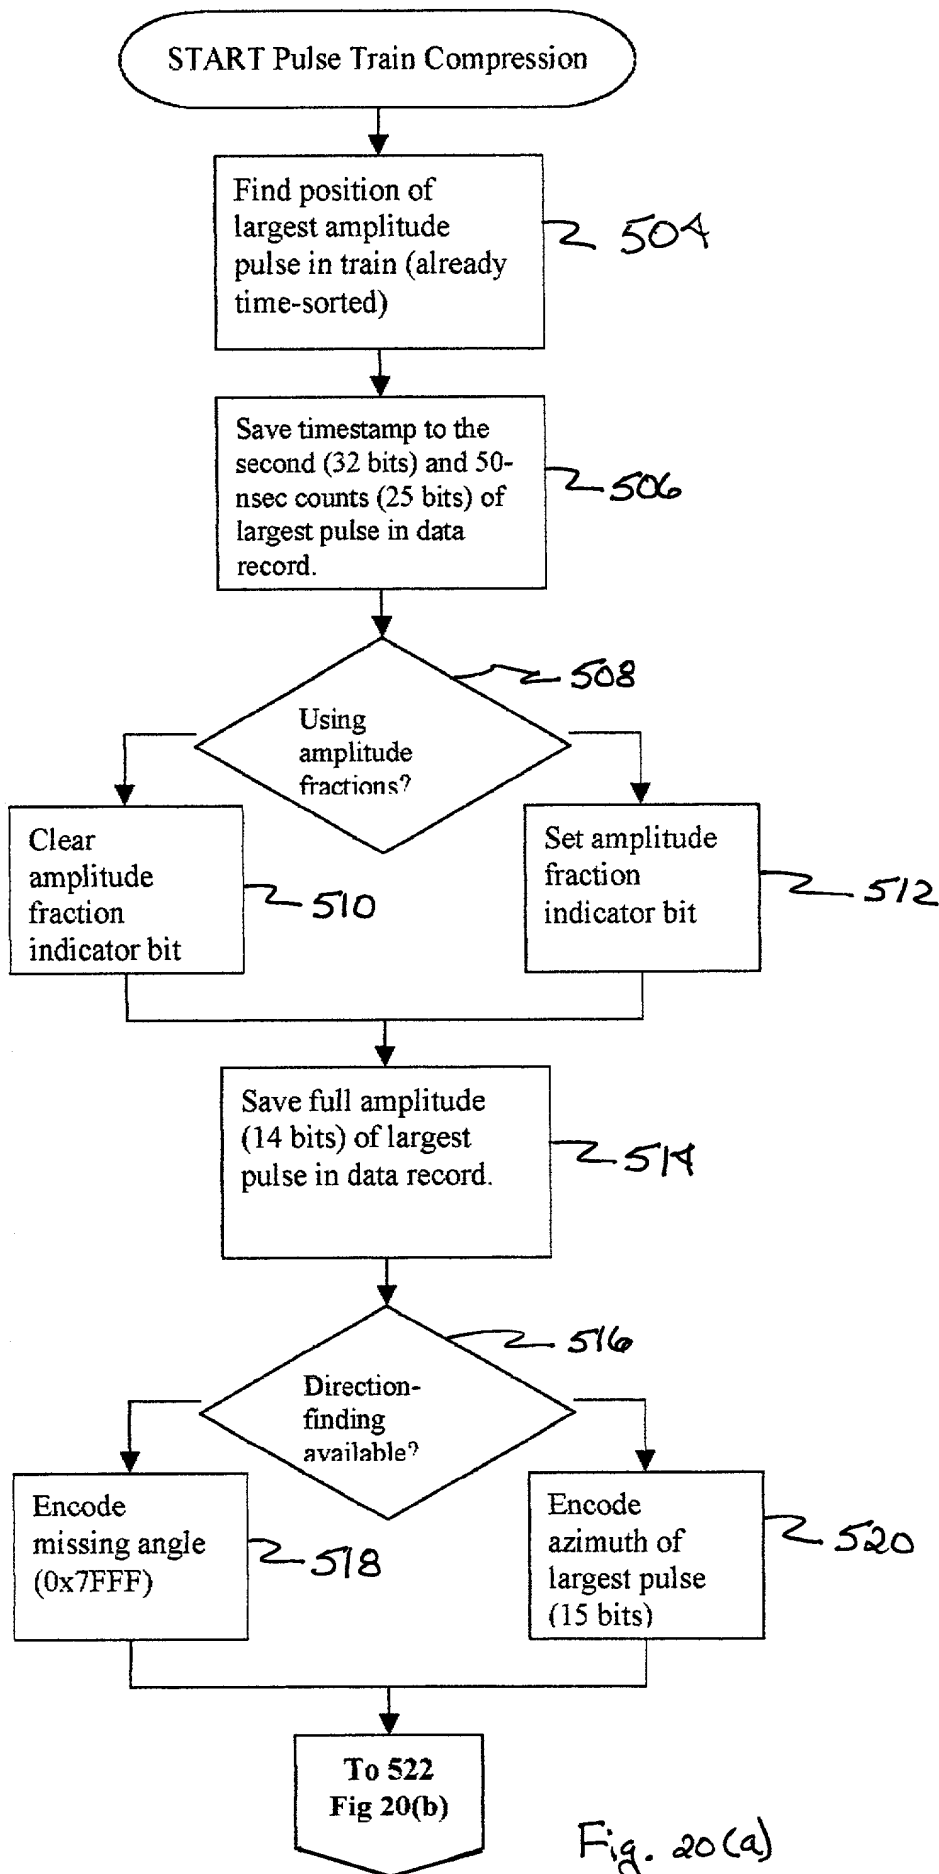 START Pulse Train Compression
Find position of
largest amplitude
pulse in train (already
time-sorted)
504
Save timestamp to the
second (32 bits) and 50-
nsec counts (25 bits) of
largest pulse in data
record.
506
508
Using
amplitude
fractions?
Clear
amplitude
fraction
indicator bit
510
Set amplitude
fraction
indicator bit
512
Save full amplitude
(14 bits) of largest
pulse in data record.
514
516
Direction-
finding
available?
Encode
missing angle
(0x7FFF)
518
Encode
azimuth of
largest pulse
(15 bits)
520
To 522
Fig 20(b)
Fig. 20(a)